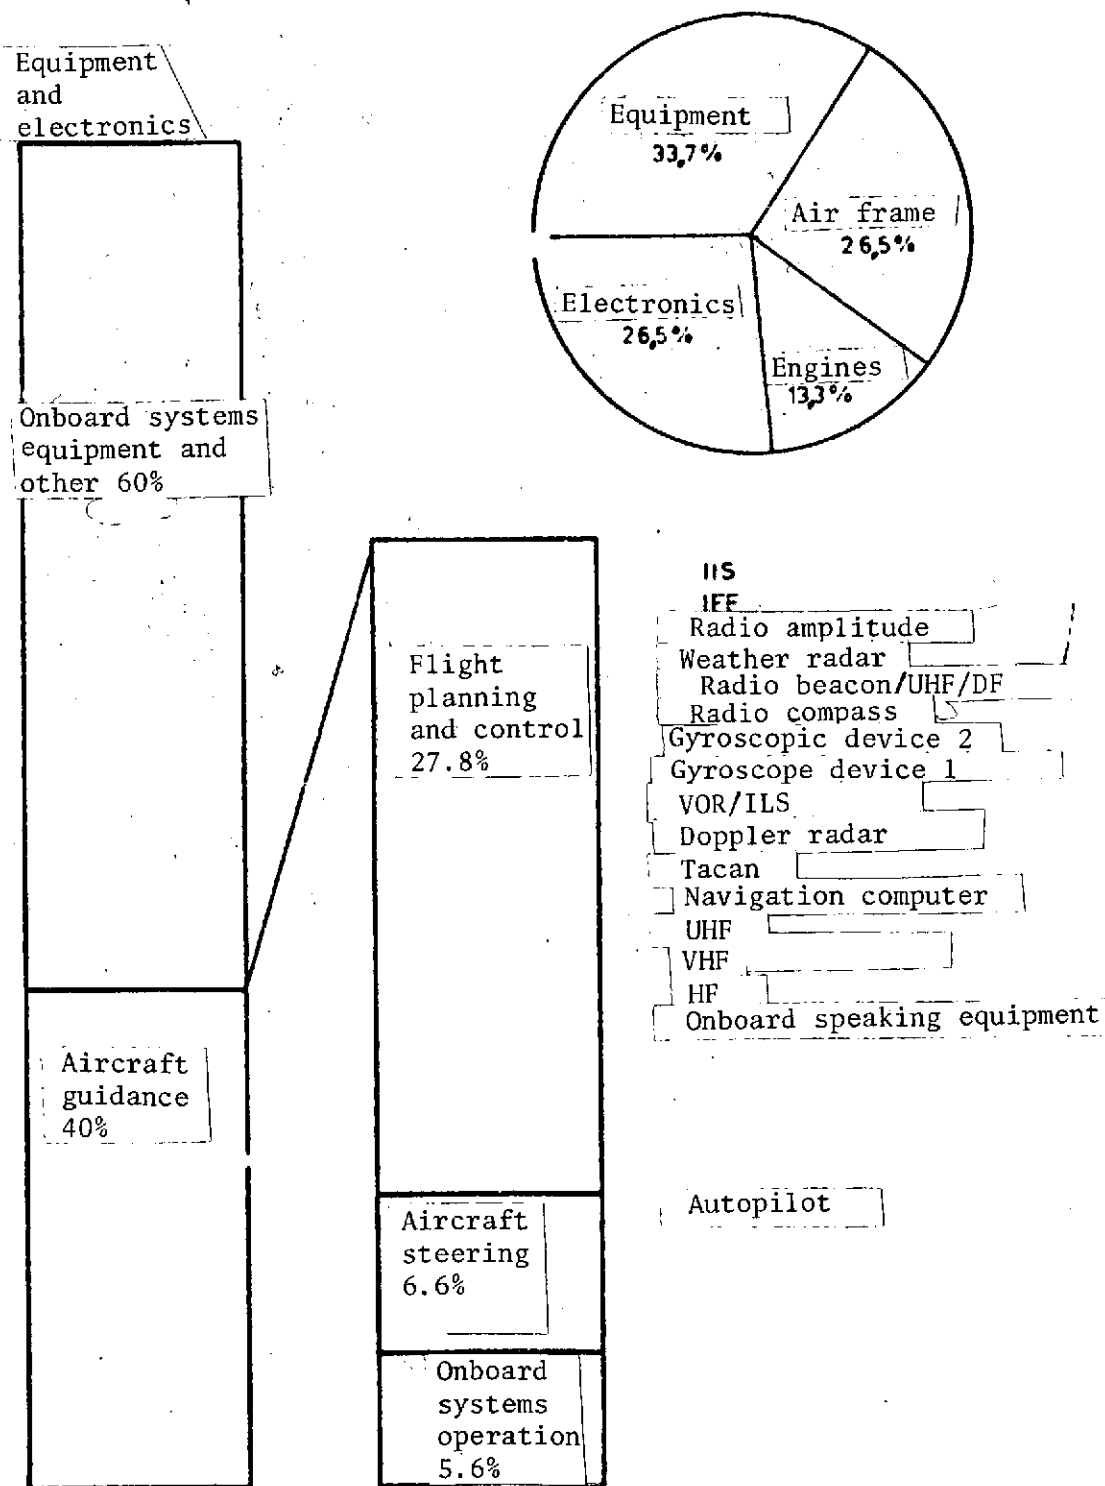 Equipment
and
electronics
Equipment
33,7%
Air frame
26,5%
Electronics
26,5%
Engines
13,3%
Onboard systems
equipment and
other 60%
Aircraft
guidance
40%
Flight
planning
and control
27.8%
Aircraft
steering
6.6%
Onboard
systems
operation
5.6%
IIS
IFF
Radio amplitude
Weather radar
Radio beacon/UHF/DF
Radio compass
Gyroscopic device 2
Gyroscope device 1
VOR/ILS
Doppler radar
Tacan
Navigation computer
UHF
VHF
HF
Onboard speaking equipment
Autopilot